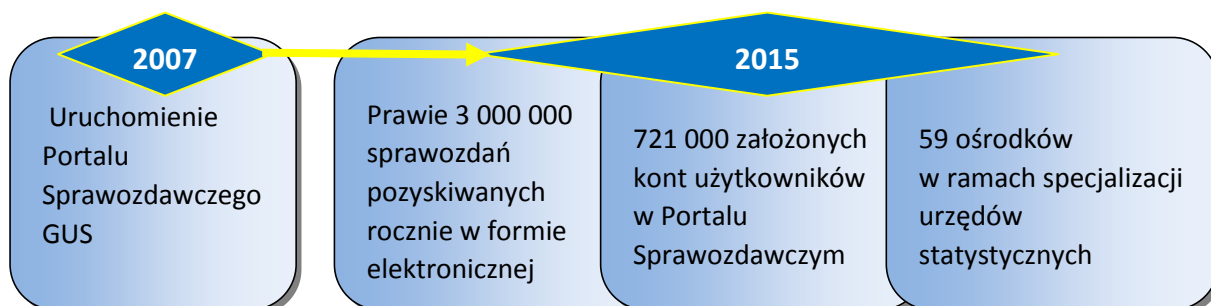 2007
Uruchomienie
Portalu
Sprawozdawczego
GUS
2015
Prawie 3 000 000
sprawozdań
pozyskiwanych
rocznie w formie
elektronicznej
721 000 założonych
kont użytkowników
w Portalu
Sprawozdawczym
59 ośrodków
w ramach specjalizacji
urzędów
statystycznych